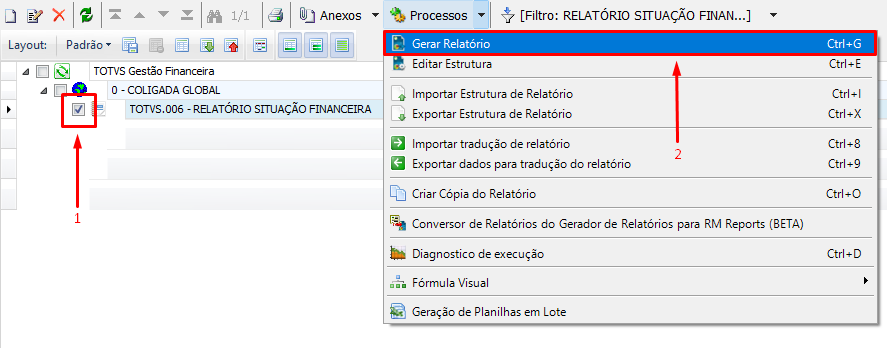 1/1 Anexos Processos [Filtro: RELATÓRIO SITUAÇÃO FINAN...]
Layout: Padrão
TOTVS Gestão Financeira
0 - COLIGADA GLOBAL
TOTVS.006 - RELATÓRIO SITUAÇÃO FINANCEIRA
1
Gerar Relatório Ctrl+G
Editar Estrutura Ctrl+E
Importar Estrutura de Relatório Ctrl+I
Exportar Estrutura de Relatório Ctrl+X
2
Importar tradução de relatório Ctrl+8
Exportar dados para tradução do relatório Ctrl+9
Criar Cópia do Relatório Ctrl+O
Conversor de Relatórios do Gerador de Relatórios para RM Reports (BETA)
Diagnostico de execução Ctrl+D
Fórmula Visual
Geração de Planilhas em Lote